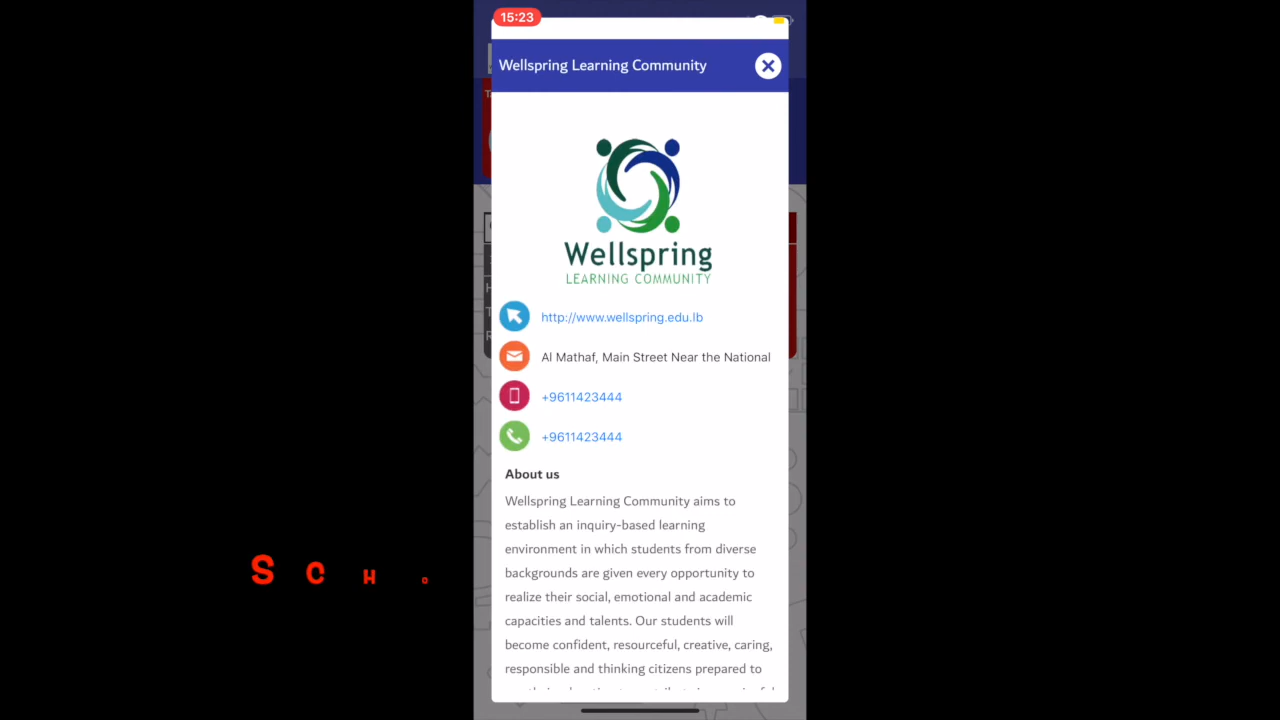 15:23
Wellspring Learning Community
Wellspring
LEARNING COMMUNITY
http://www.wellspring.edu.lb
Al Mathaf, Main Street Near the National
+9611423444
+9611423444
About us
Wellspring Learning Community aims to
establish an inquiry-based learning
environment in which students from diverse
backgrounds are given every opportunity to
realize their social, emotional and academic
capacities and talents. Our students will
become confident, resourceful, creative, caring,
responsible and thinking citizens prepared to
S C H